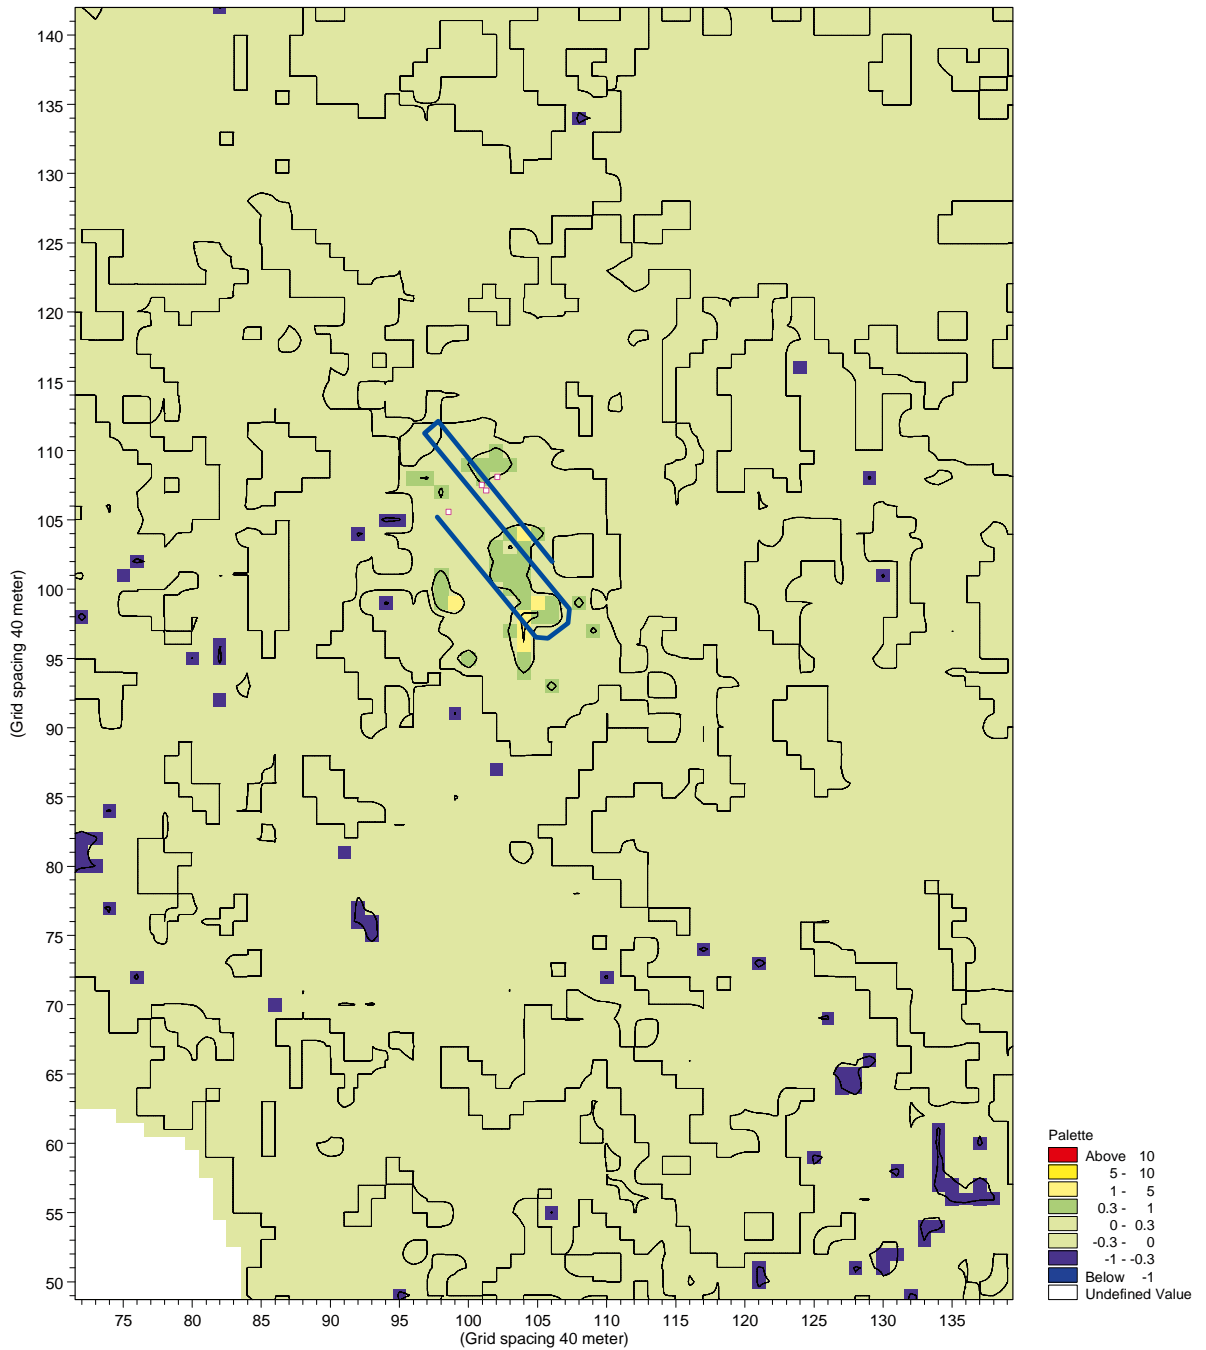 140
135
130
125
120
115
110
105
100
95
90
85
80
75
70
65
60
55
50
(Grid spacing 40 meter)
75 80 85 90 95 100 105 110 115 120 125 130 135
(Grid spacing 40 meter)
Palette
Above 10
5 - 10
1 - 5
0.3 - 1
0 - 0.3
-0.3 - 0
-1 - -0.3
Below -1
Undefined Value